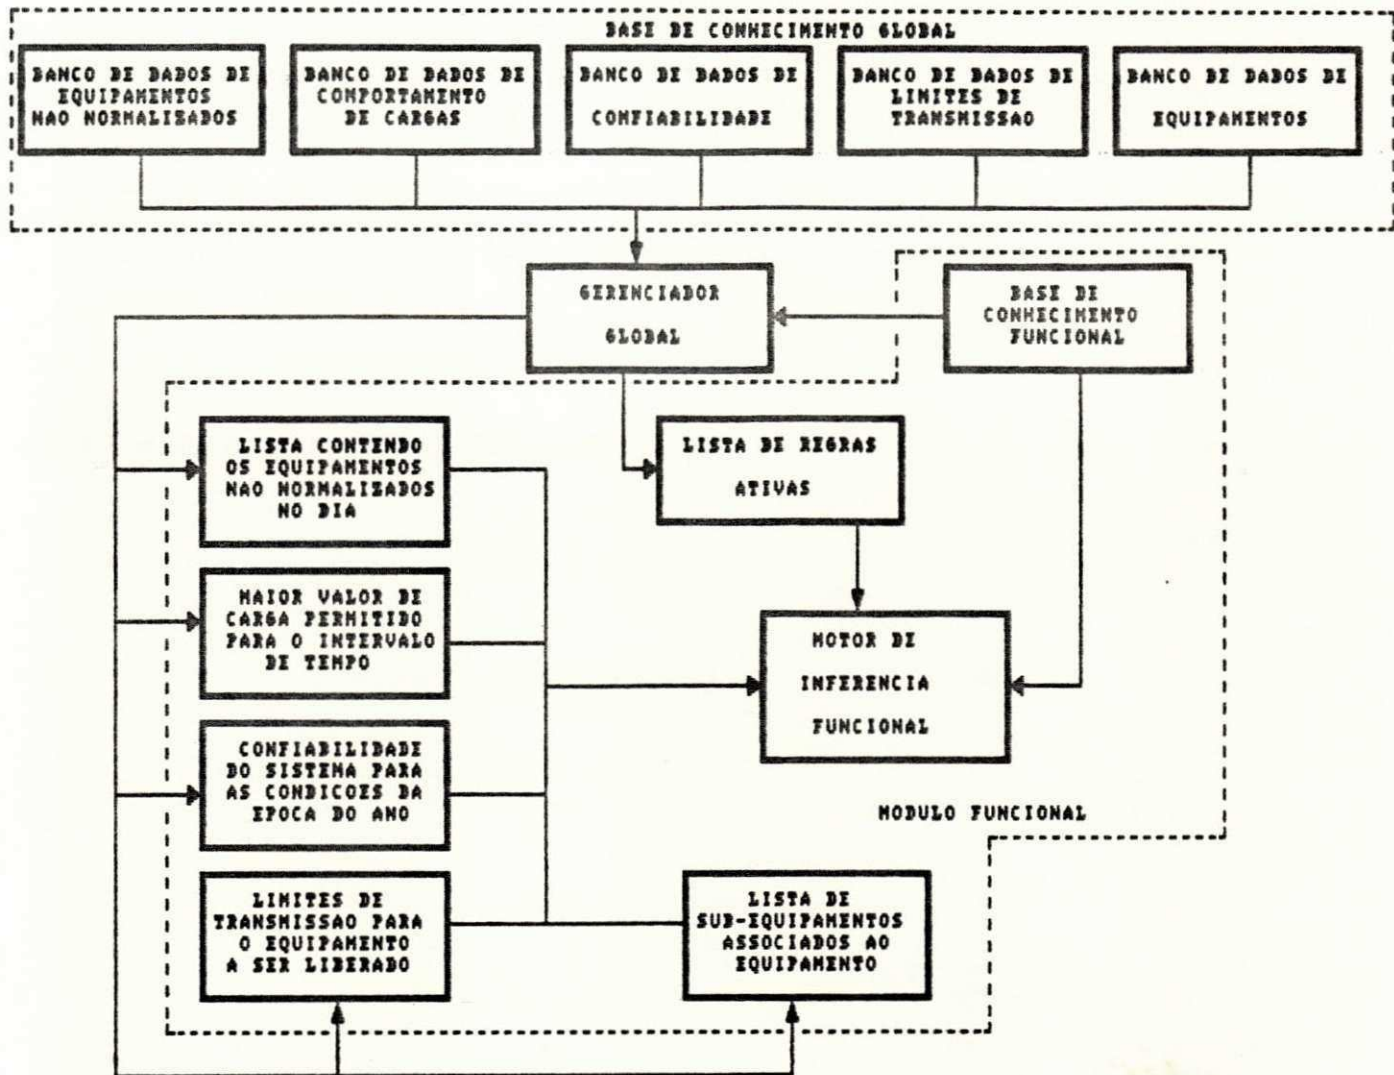 BASE DE CONHECIMENTO GLOBAL
BANCO DE DADOS DE
EQUIPAMENTOS
NAO NORMALIZADOS
BANCO DE DADOS DE
COMPORTAMENTO
DE CARGAS
BANCO DE DADOS DE
CONFIABILIDADE
BANCO DE DADOS DE
LIMITES DE
TRANSMISSAO
BANCO DE DADOS DE
EQUIPAMENTOS
GERENCIADOR
GLOBAL
BASE DE
CONHECIMENTO
FUNCIONAL
LISTA CONTENDO
OS EQUIPAMENTOS
NAO NORMALIZADOS
NO DIA
LISTA DE REGRAS
ATIVAS
MAIOR VALOR DE
CARGA PERMITIDO
PARA O INTERVALO
DE TEMPO
MOTOR DE
INFERENCIA
FUNCIONAL
CONFIABILIDADE
DO SISTEMA PARA
AS CONDICOES DA
EPOCA DO ANO
MODULO FUNCIONAL
LIMITES DE
TRANSMISSAO PARA
O EQUIPAMENTO
A SER LIBERADO
LISTA DE
SUB-EQUIPAMENTOS
ASSOCIADOS AO
EQUIPAMENTO